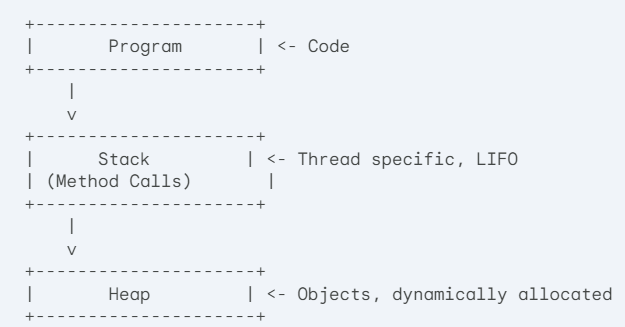 +---------------------+
|       Program       | <- Code
+---------------------+
    |
    v
+---------------------+
|      Stack         | <- Thread specific, LIFO
| (Method Calls)       |
+---------------------+
    |
    v
+---------------------+
|       Heap         | <- Objects, dynamically allocated
+---------------------+